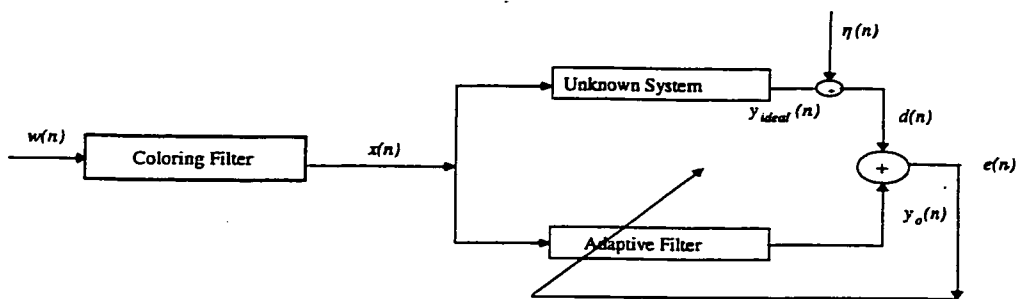 η(n)
Unknown System
y_ideal(n)
w(n)
Coloring Filter
x(n)
d(n)
+
e(n)
y_o(n)
Adaptive Filter